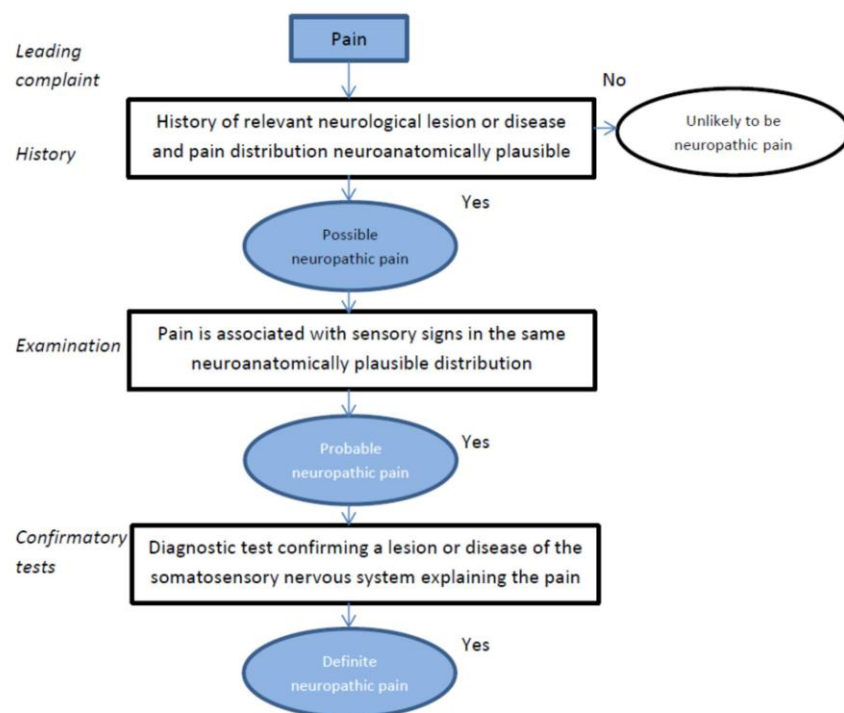 Pain
Leading
complaint
No
History of relevant neurological lesion or disease
and pain distribution neuroanatomically plausible
Unlikely to be
neuropathic pain
History
Yes
Possible
neuropathic pain
Examination
Pain is associated with sensory signs in the same
neuroanatomically plausible distribution
Yes
Probable
neuropathic pain
Confirmatory
tests
Diagnostic test confirming a lesion or disease of the
somatosensory nervous system explaining the pain
Yes
Definite
neuropathic pain